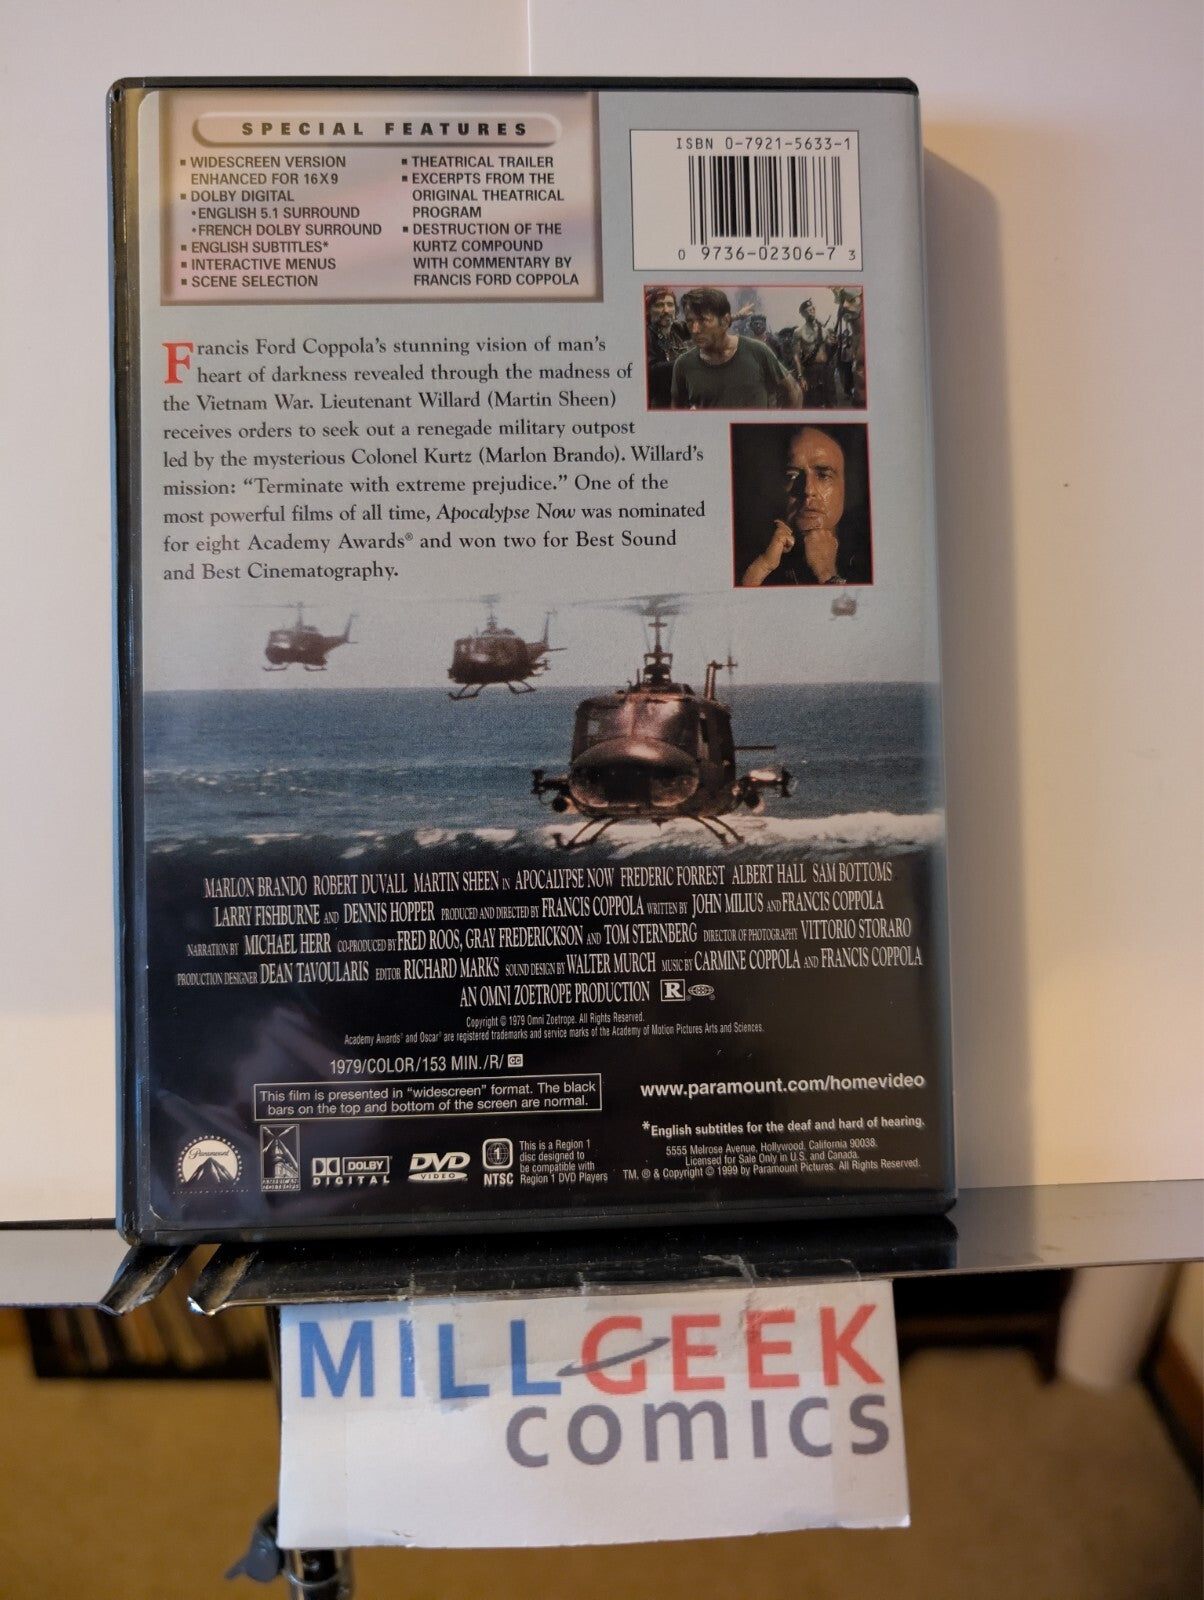 SPECIAL FEATURES
▪ WIDESCREEN VERSION
ENHANCED FOR 16X9
▪ DOLBY DIGITAL
• ENGLISH 5.1 SURROUND
• FRENCH DOLBY SURROUND
▪ ENGLISH SUBTITLES*
▪ INTERACTIVE MENUS
▪ SCENE SELECTION
▪ THEATRICAL TRAILER
▪ EXCERPTS FROM THE
ORIGINAL THEATRICAL
PROGRAM
▪ DESTRUCTION OF THE
KURTZ COMPOUND
WITH COMMENTARY BY
FRANCIS FORD COPPOLA
ISBN 0-7921-5633-1
0 9736-02306-7 3
Francis Ford Coppola's stunning vision of man's
heart of darkness revealed through the madness of
the Vietnam War. Lieutenant Willard (Martin Sheen)
receives orders to seek out a renegade military outpost
led by the mysterious Colonel Kurtz (Marlon Brando). Willard's
mission: "Terminate with extreme prejudice." One of the
most powerful films of all time, Apocalypse Now was nominated
for eight Academy Awards® and won two for Best Sound
and Best Cinematography.
MARLON BRANDO ROBERT DUVALL MARTIN SHEEN IN APOCALYPSE NOW FREDERIC FORREST ALBERT HALL SAM BOTTOMS
LARRY FISHBURNE AND DENNIS HOPPER PRODUCED AND DIRECTED BY FRANCIS COPPOLA WRITTEN BY JOHN MILIUS AND FRANCIS COPPOLA
NARRATION BY MICHAEL HERR CO-PRODUCED BY FRED ROOS, GRAY FREDERICKSON AND TOM STERNBERG DIRECTOR OF PHOTOGRAPHY VITTORIO STORARO
PRODUCTION DESIGNER DEAN TAVOULARIS EDITOR RICHARD MARKS SOUND DESIGN BY WALTER MURCH MUSIC BY CARMINE COPPOLA AND FRANCIS COPPOLA
AN OMNI ZOETROPE PRODUCTION R
Copyright © 1979 Omni Zoetrope. All Rights Reserved.
Academy Awards® and Oscar® are registered trademarks and service marks of the Academy of Motion Pictures Arts and Sciences.
1979/COLOR/153 MIN./R/ CC
This film is presented in "widescreen" format. The black
bars on the top and bottom of the screen are normal.
www.paramount.com/homevideo
*English subtitles for the deaf and hard of hearing.
5555 Melrose Avenue, Hollywood, California 90038.
Licensed for Sale Only in U.S. and Canada.
TM, ® & Copyright © 1999 by Paramount Pictures. All Rights Reserved.
Paramount
DOLBY
DIGITAL
DVD
VIDEO
1
NTSC
This is a Region 1
disc designed to
be compatible with
Region 1 DVD Players
MILLGEEK
comics